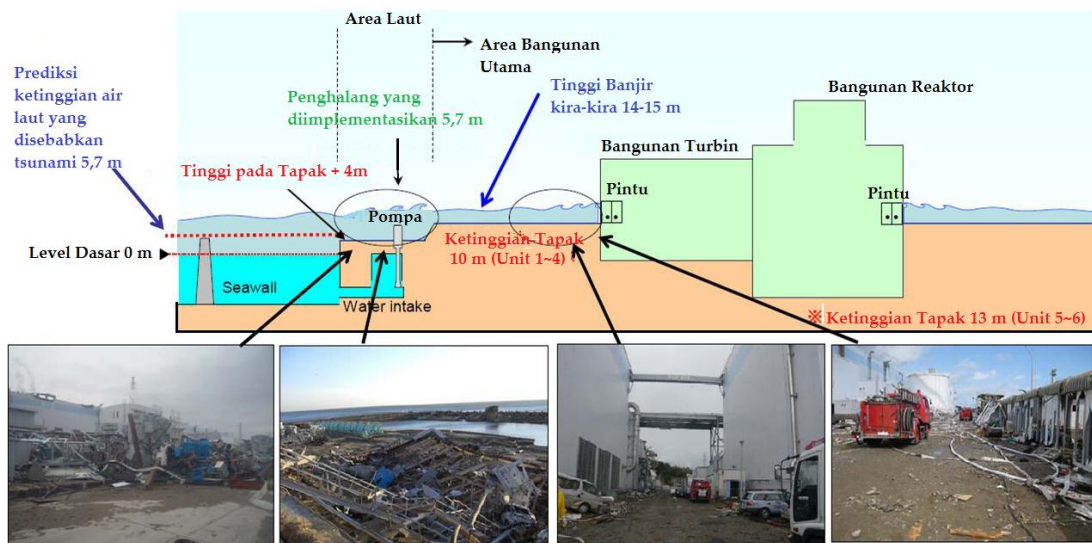 Area Laut
Area Bangunan
Utama
Prediksi
ketinggian air
laut yang
disebabkan
tsunami 5,7 m
Penghalang yang
diimplementasikan 5,7 m
Tinggi Banjir
kira-kira 14-15 m
Bangunan Reaktor
Bangunan Turbin
Tinggi pada Tapak + 4m
Pintu
Pintu
Pompa
Level Dasar 0 m
Ketinggian Tapak
10 m (Unit 1~4)
Seawall
Water intake
※ Ketinggian Tapak 13 m (Unit 5~6)